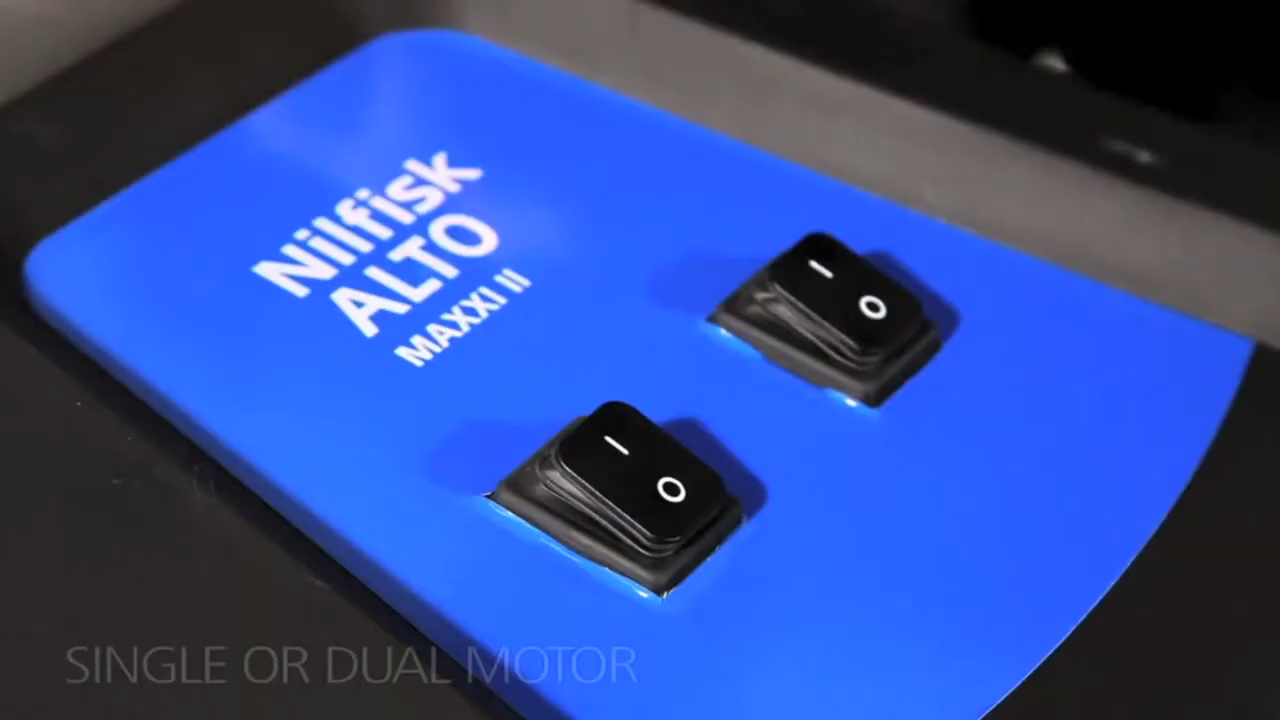 Nilfisk
ALTO
MAXXI II
I O
I O
SINGLE OR DUAL MOTOR